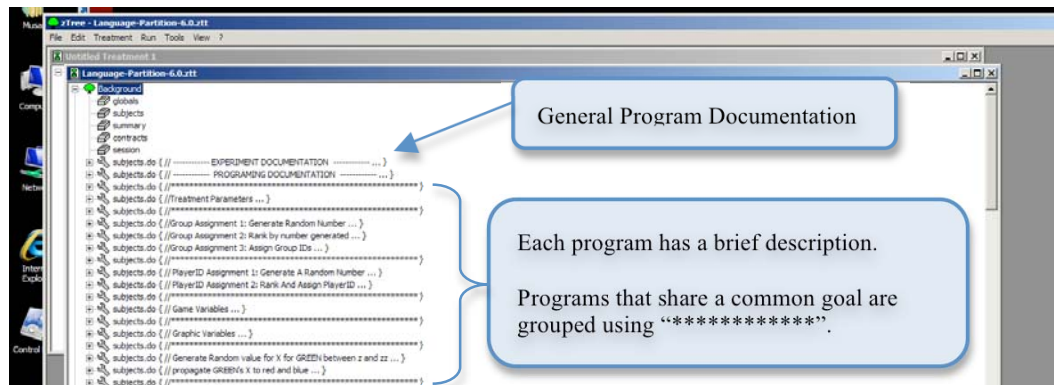 zTree - Language-Partition-6.0.ztt
File Edit Treatment Run Tools View ?
Untitled Treatment 1
Language-Partition-6.0.ztt
Background
globals
subjects
summary
contracts
session
subjects.do { // ------------ EXPERIMENT DOCUMENTATION ------------ ... }
subjects.do { // ------------ PROGRAMING DOCUMENTATION ------------ ... }
subjects.do { //************************************************** }
subjects.do { //Treatment Parameters ... }
subjects.do { //************************************************** }
subjects.do { //Group Assignment 1: Generate Random Number ... }
subjects.do { //Group Assignment 2: Rank by number generated ... }
subjects.do { //Group Assignment 3: Assign Group IDs ... }
subjects.do { //************************************************** }
subjects.do { // PlayerID Assignment 1: Generate A Random Number ... }
subjects.do { // PlayerID Assignment 2: Rank And Assign PlayerID ... }
subjects.do { //************************************************** }
subjects.do { // Game Variables ... }
subjects.do { //************************************************** }
subjects.do { // Graphic Variables ... }
subjects.do { //************************************************** }
subjects.do { // Generate Random value for X for GREEN between z and zz ... }
subjects.do { // propagate GREEN's X to red and blue ... }
subjects.do { //************************************************** }
General Program Documentation
Each program has a brief description.
Programs that share a common goal are
grouped using “************”.
Internet
Control